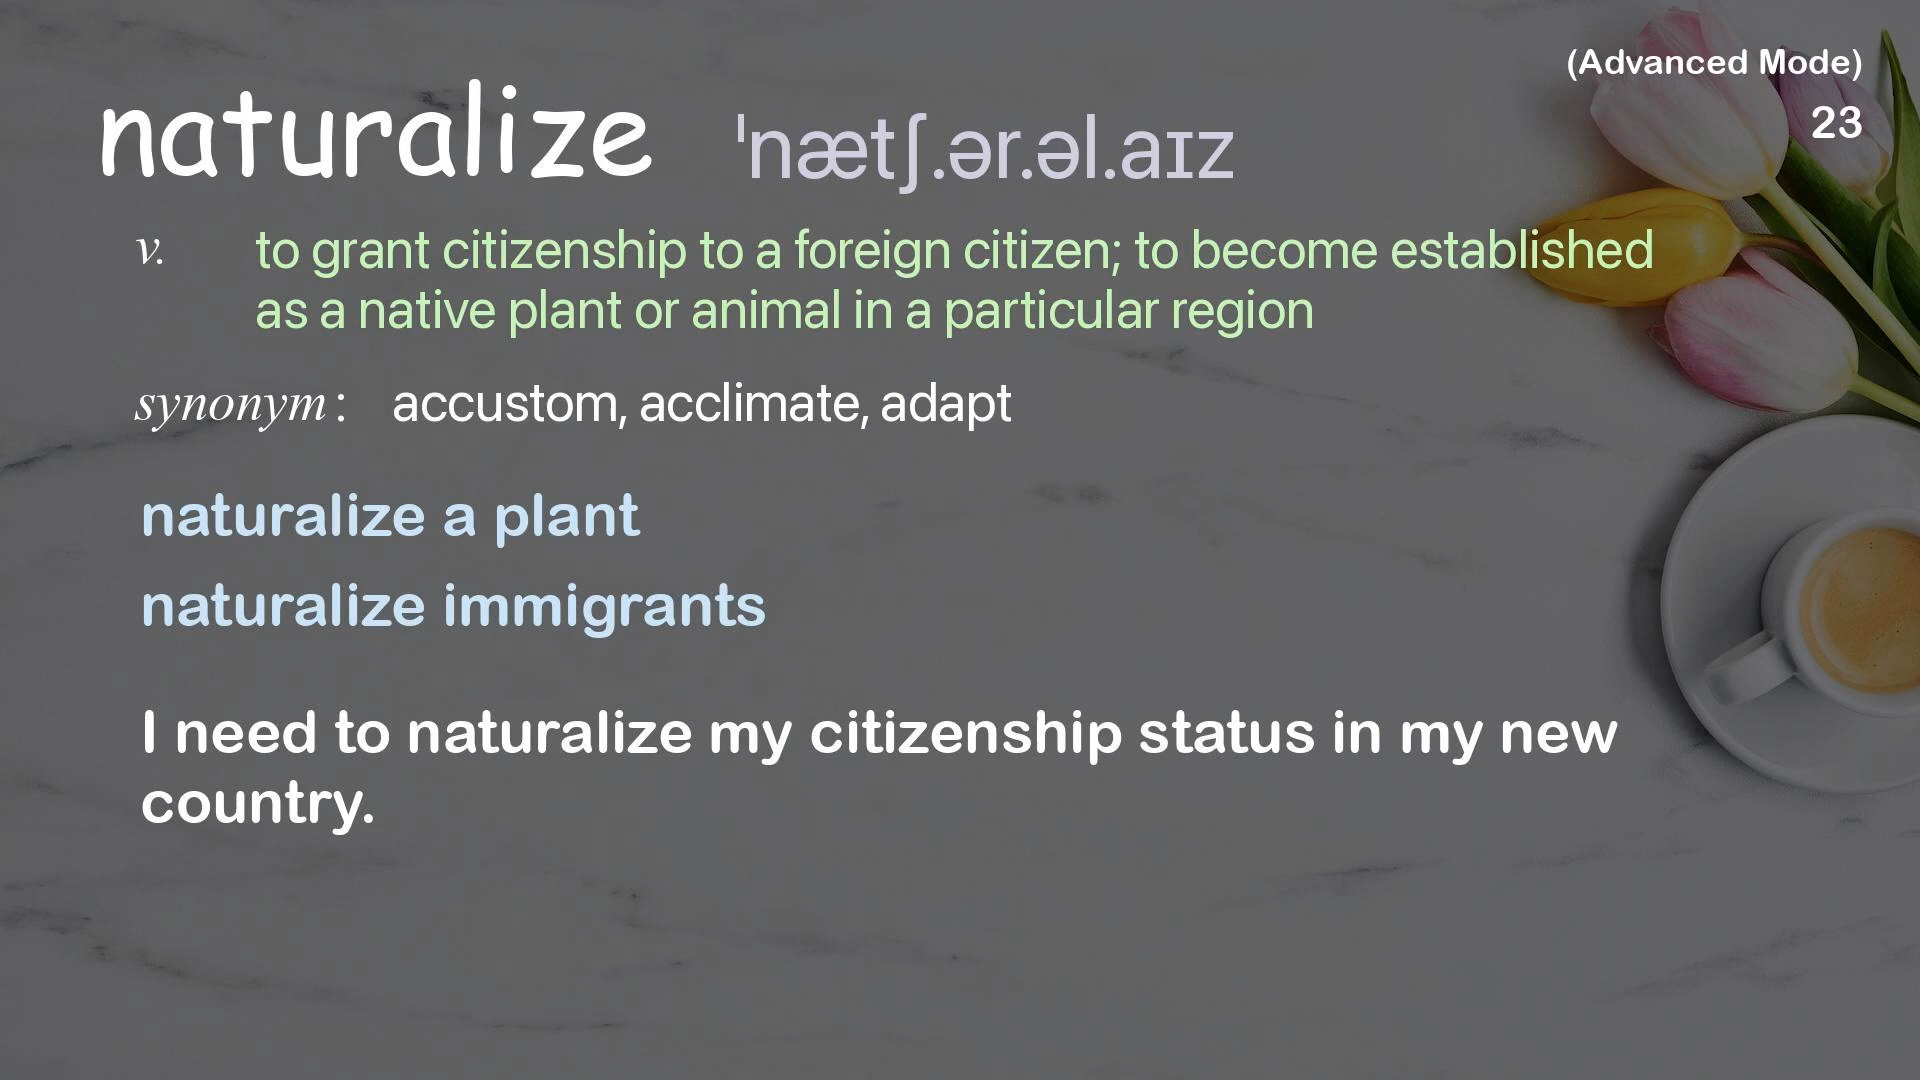 (Advanced Mode)
23
naturalize ˈnætʃ.ər.əl.aɪz
v. to grant citizenship to a foreign citizen; to become established
as a native plant or animal in a particular region
synonym: accustom, acclimate, adapt
naturalize a plant
naturalize immigrants
I need to naturalize my citizenship status in my new
country.